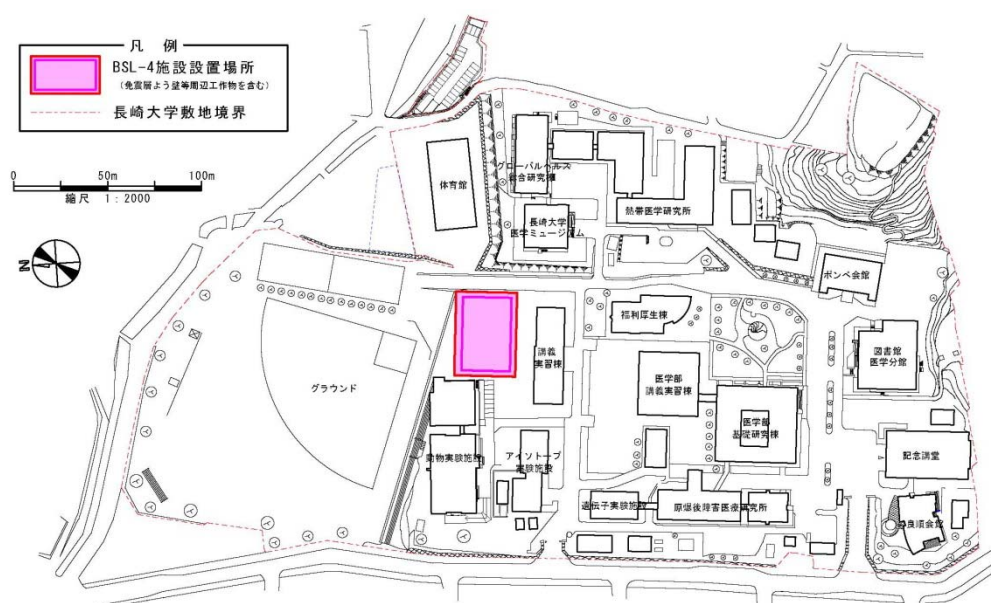 凡 例
BSL-4施設設置場所
(免震層よう壁等周辺工作物を含む)
長崎大学敷地境界
0 50m 100m
縮尺 1:2000
N
体育館
グローバルヘルス
総合研究棟
長崎大学
医学ミュージアム
熱帯医学研究所
ポンペ会館
福利厚生棟
講義
実習棟
グラウンド
図書館
医学分館
医学部
講義実習棟
医学部
基礎研究棟
動物実験施設
アイソトープ
実験施設
記念講堂
遺伝子実験施設
原爆後障害医療研究所
良順会館